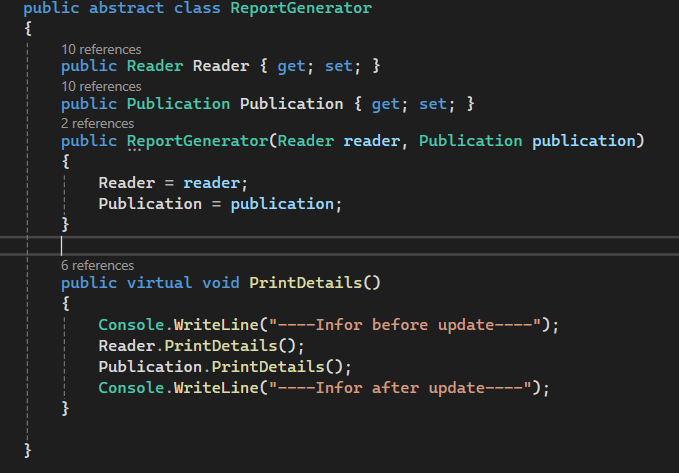 public abstract class ReportGenerator
{
10 references
public Reader Reader { get; set; }
10 references
public Publication Publication { get; set; }
2 references
public ReportGenerator(Reader reader, Publication publication)
{
Reader = reader;
Publication = publication;
}
6 references
public virtual void PrintDetails()
{
Console.WriteLine("----Infor before update----");
Reader.PrintDetails();
Publication.PrintDetails();
Console.WriteLine("----Infor after update----");
}
}